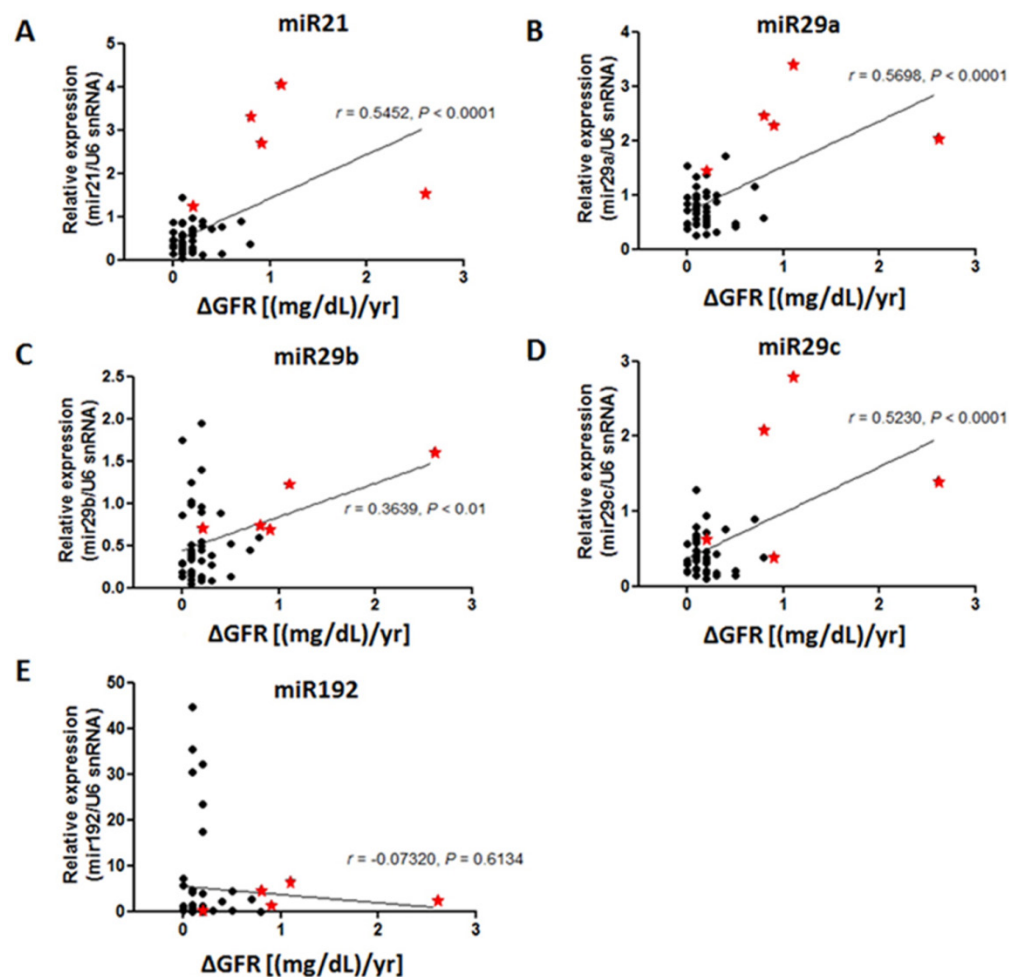 A
miR21
Relative expression
(mir21/U6 snRNA)
5
4
3
2
1
0
r = 0.5452, P < 0.0001
0 1 2 3
ΔGFR [(mg/dL)/yr]
B
miR29a
Relative expression
(mir29a/U6 snRNA)
4
3
2
1
0
r = 0.5698, P < 0.0001
0 1 2 3
ΔGFR [(mg/dL)/yr]
C
miR29b
Relative expression
(mir29b/U6 snRNA)
2.5
2.0
1.5
1.0
0.5
0.0
r = 0.3639, P < 0.01
0 1 2 3
ΔGFR [(mg/dL)/yr]
D
miR29c
Relative expression
(mir29c/U6 snRNA)
3
2
1
0
r = 0.5230, P < 0.0001
0 1 2 3
ΔGFR [(mg/dL)/yr]
E
miR192
Relative expression
(mir192/U6 snRNA)
50
40
30
20
10
0
r = -0.07320, P = 0.6134
0 1 2 3
ΔGFR [(mg/dL)/yr]